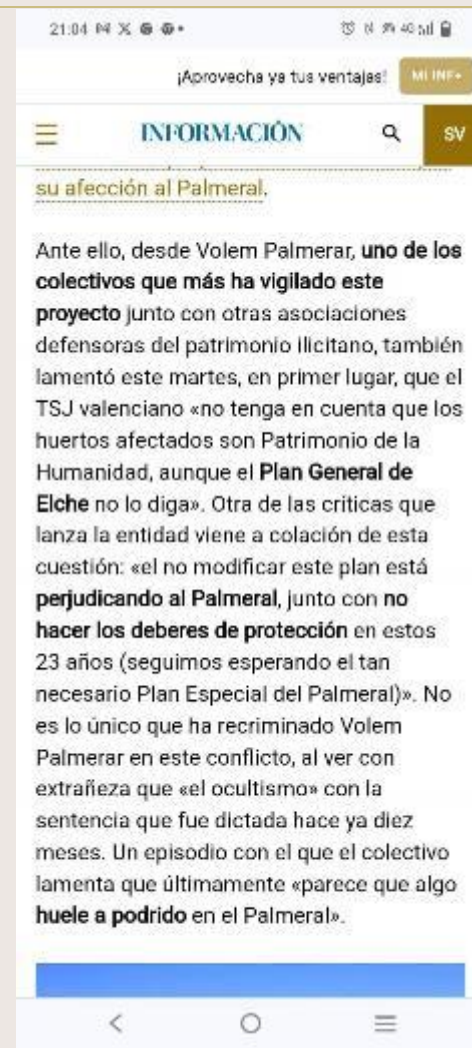 21:04
4G
¡Aprovecha ya tus ventajas!
MI INF+
INFORMACIÓN
SV
su afección al Palmeral.
Ante ello, desde Volem Palmerar, uno de los
colectivos que más ha vigilado este
proyecto junto con otras asociaciones
defensoras del patrimonio ilicitano, también
lamentó este martes, en primer lugar, que el
TSJ valenciano «no tenga en cuenta que los
huertos afectados son Patrimonio de la
Humanidad, aunque el Plan General de
Elche no lo diga». Otra de las criticas que
lanza la entidad viene a colación de esta
cuestión: «el no modificar este plan está
perjudicando al Palmeral, junto con no
hacer los deberes de protección en estos
23 años (seguimos esperando el tan
necesario Plan Especial del Palmeral)». No
es lo único que ha recriminado Volem
Palmerar en este conflicto, al ver con
extrañeza que «el ocultismo» con la
sentencia que fue dictada hace ya diez
meses. Un episodio con el que el colectivo
lamenta que últimamente «parece que algo
huele a podrido en el Palmeral».